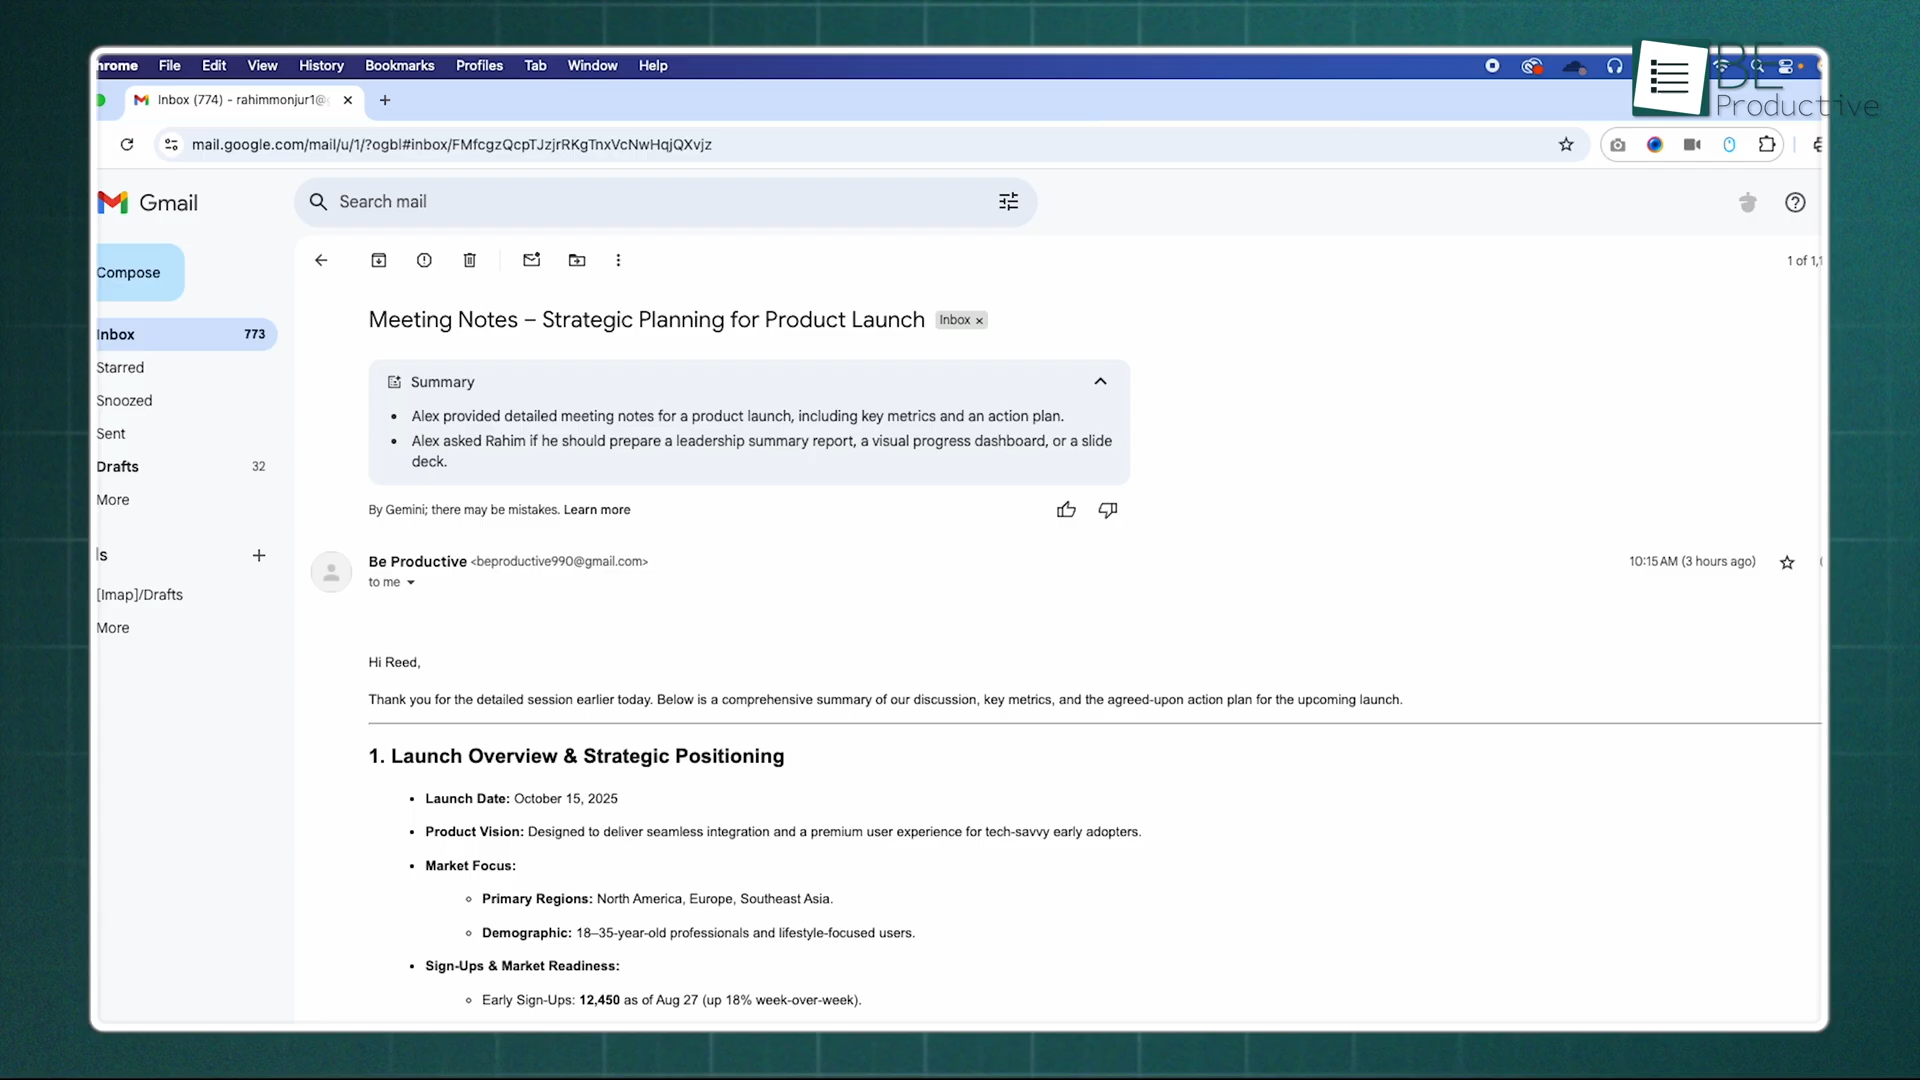 hrome File Edit View History Bookmarks Profiles Tab Window Help
BE
Productive
Inbox (774) - rahimmonjur1@
mail.google.com/mail/u/1/?ogbl#inbox/FMfcgzQcpTJzjrRKgTnxVcNwHqjQXvjz
Gmail
Search mail
Compose
1 of 1,1
Inbox 773
Starred
Snoozed
Sent
Drafts 32
More
ls
[Imap]/Drafts
More
Meeting Notes – Strategic Planning for Product Launch Inbox x
Summary
• Alex provided detailed meeting notes for a product launch, including key metrics and an action plan.
• Alex asked Rahim if he should prepare a leadership summary report, a visual progress dashboard, or a slide
deck.
By Gemini; there may be mistakes. Learn more
Be Productive <beproductive990@gmail.com> 10:15 AM (3 hours ago)
to me
Hi Reed,
Thank you for the detailed session earlier today. Below is a comprehensive summary of our discussion, key metrics, and the agreed-upon action plan for the upcoming launch.
1. Launch Overview & Strategic Positioning
• Launch Date: October 15, 2025
• Product Vision: Designed to deliver seamless integration and a premium user experience for tech-savvy early adopters.
• Market Focus:
◦ Primary Regions: North America, Europe, Southeast Asia.
◦ Demographic: 18–35-year-old professionals and lifestyle-focused users.
• Sign-Ups & Market Readiness:
◦ Early Sign-Ups: 12,450 as of Aug 27 (up 18% week-over-week).